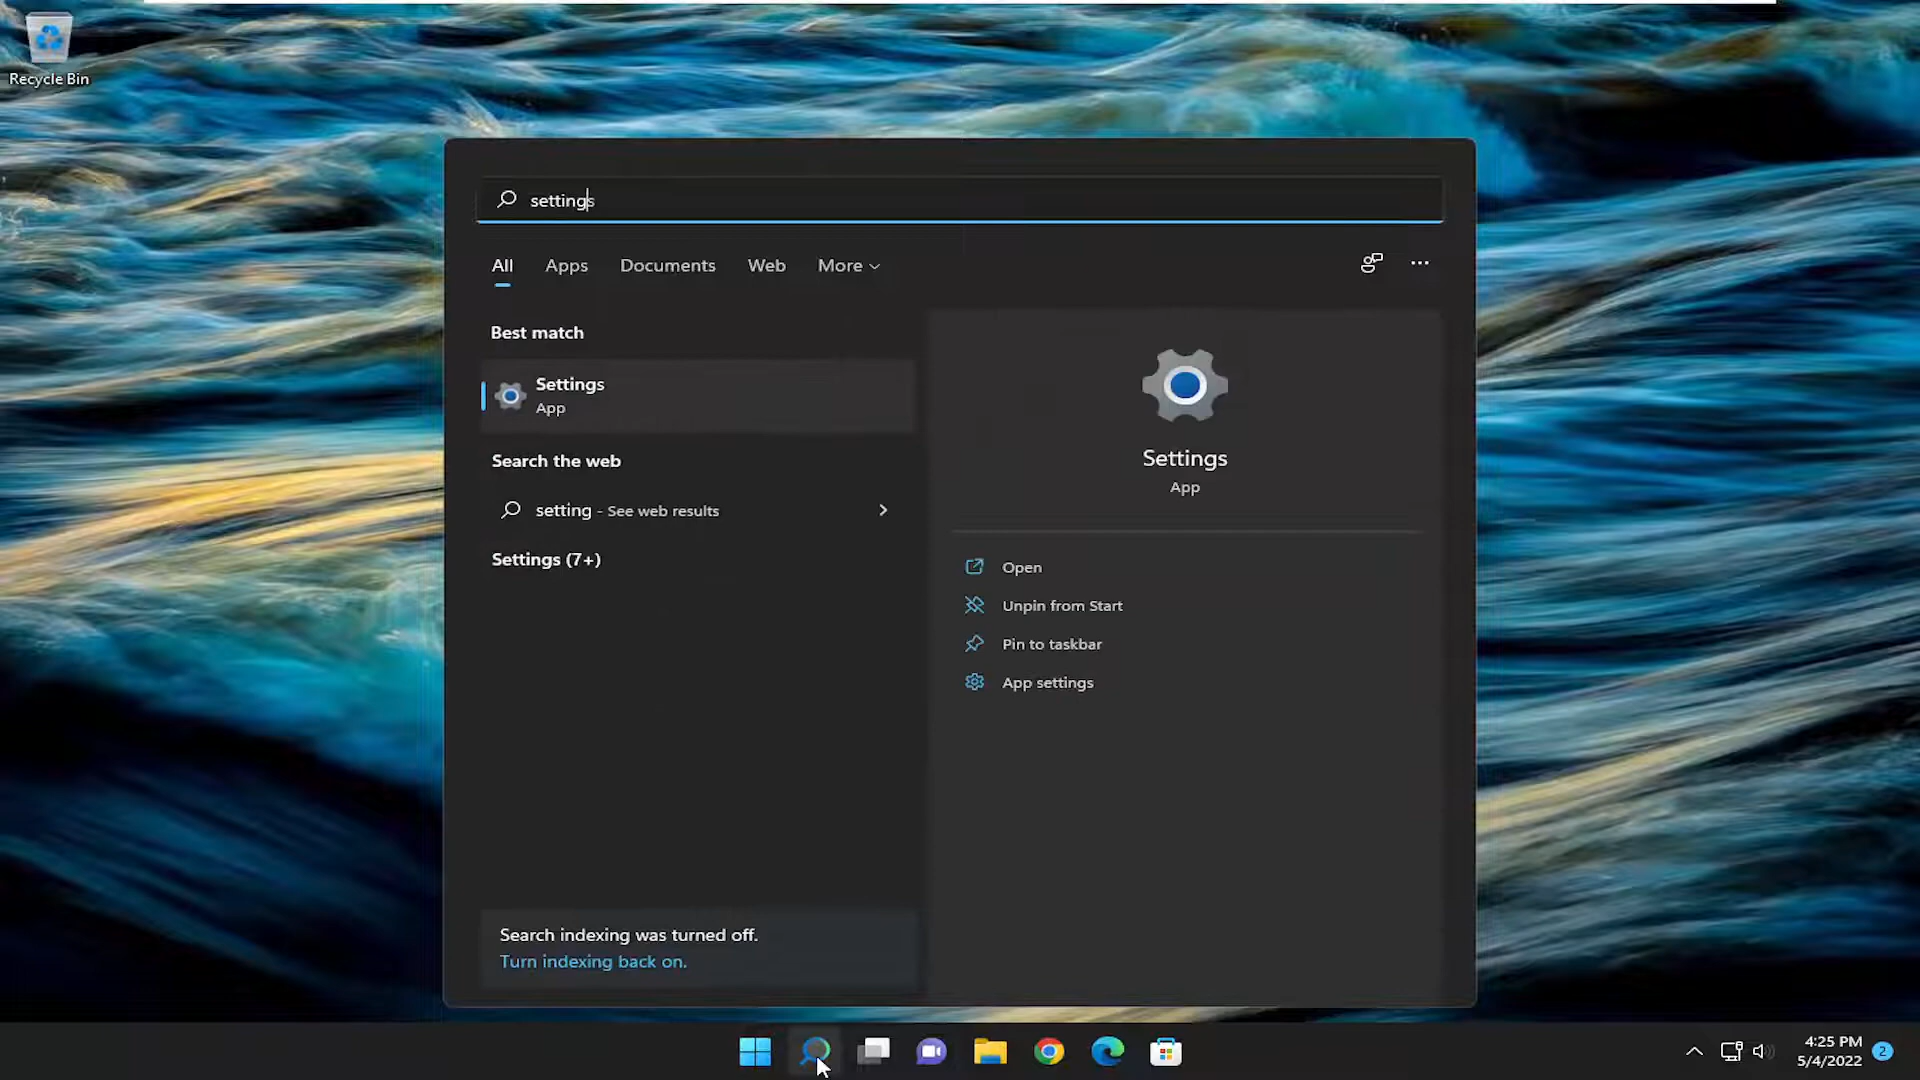 Recycle Bin
settings
All Apps Documents Web More
Best match
Settings
App
Search the web
setting - See web results
Settings (7+)
Search indexing was turned off.
Turn indexing back on.
Settings
App
Open
Unpin from Start
Pin to taskbar
App settings
4:25 PM
5/4/2022
2